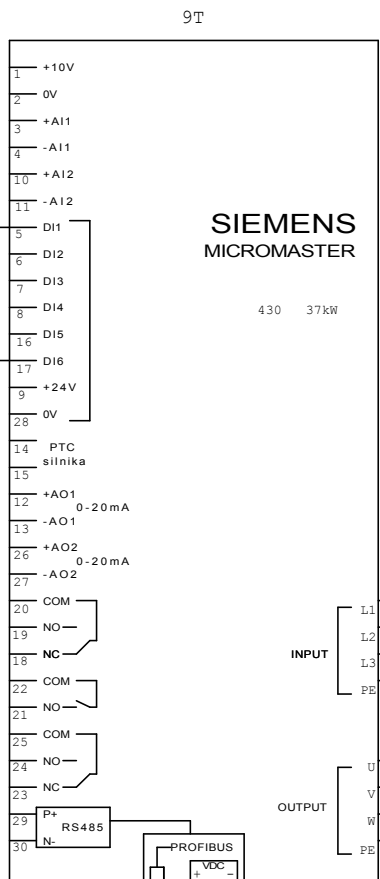 9T
1 +10V
2 0V
3 +AI1
4 -AI1
10 +AI2
11 -AI2
SIEMENS
MICROMASTER
5 DI1
6 DI2
7 DI3
8 DI4
430 37kW
16 DI5
17 DI6
9 +24V
28 0V
14 PTC
silnika
15
12 +AO1
0-20mA
13 -AO1
26 +AO2
0-20mA
27 -AO2
20 COM
19 NO
18 NC
INPUT
L1
L2
L3
PE
22 COM
21 NO
25 COM
24 NO
23 NC
OUTPUT
U
V
W
PE
29 P+
RS485
30 N-
PROFIBUS
VDC
+ -